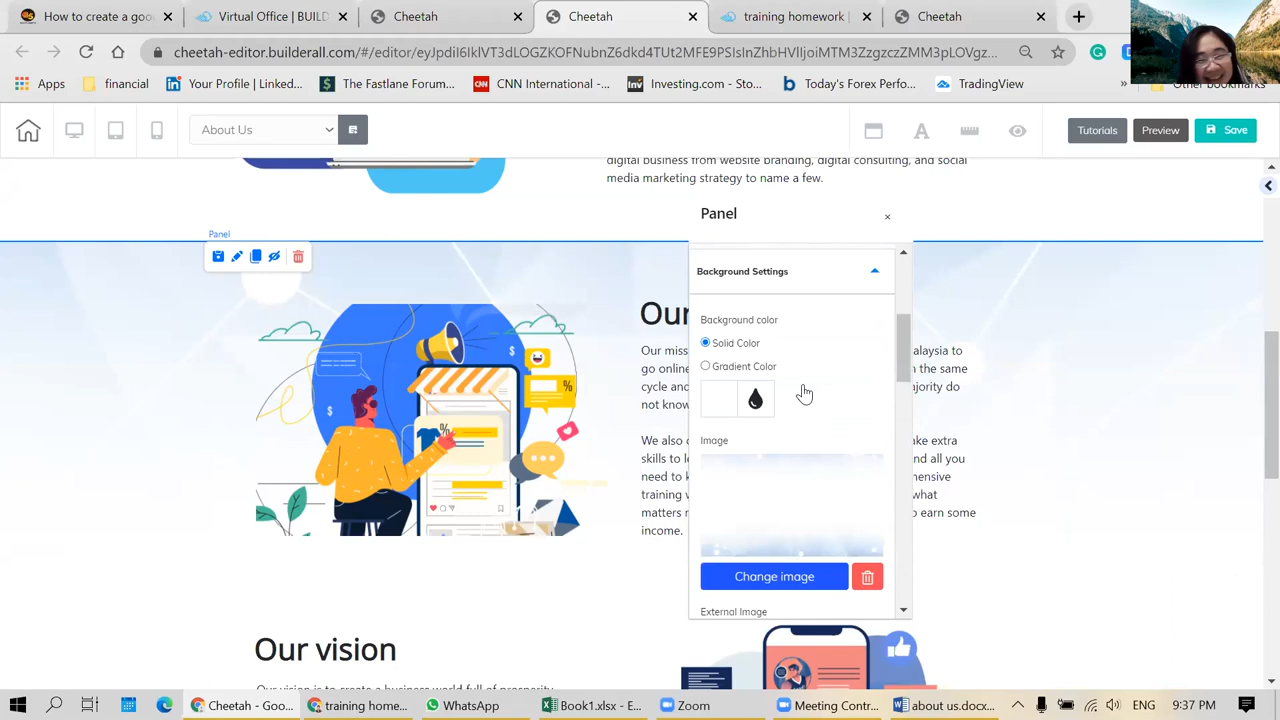 Virtual Office | BUILD
Cheetah
Cheetah
training homework |
Cheetah
cheetah-editor.builderall.com/#/editor/
Apps
financial
Your Profile | Linked...
The Fastlane Forum...
CNN International -...
Investing.com - Sto...
Today's Forex Perfo...
TradingView
»
Other bookmarks
About Us
Tutorials
Preview
Save
digital business from website branding, digital consulting, and social
media marketing strategy to name a few.
Panel
Panel
×
Background Settings
Background color
Solid Color
Gradient Color
Image
Change image
External Image
Our
Our miss
alaysia to
go online
n the same
cycle and
ajority do
not know
We also
ake extra
skills to l
nd all you
need to k
hensive
training w
what
matters
o earn some
income.
%
%
$
$
Our vision
Cheetah - Goo...
training home...
WhatsApp
Book1.xlsx - E...
Zoom
Meeting Contr...
about us.docx...
ENG
9:37 PM